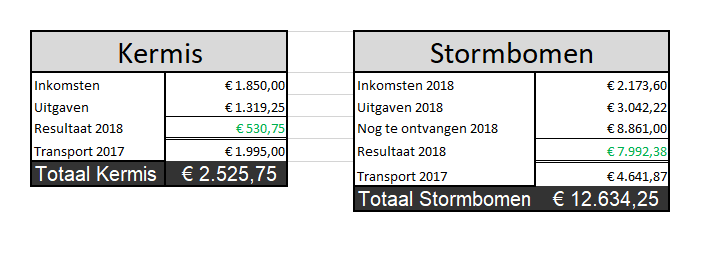 Kermis
Inkomsten € 1.850,00
Uitgaven € 1.319,25
Resultaat 2018 € 530,75
Transport 2017 € 1.995,00
Totaal Kermis € 2.525,75
Stormbomen
Inkomsten 2018 € 2.173,60
Uitgaven 2018 € 3.042,22
Nog te ontvangen 2018 € 8.861,00
Resultaat 2018 € 7.992,38
Transport 2017 € 4.641,87
Totaal Stormbomen € 12.634,25